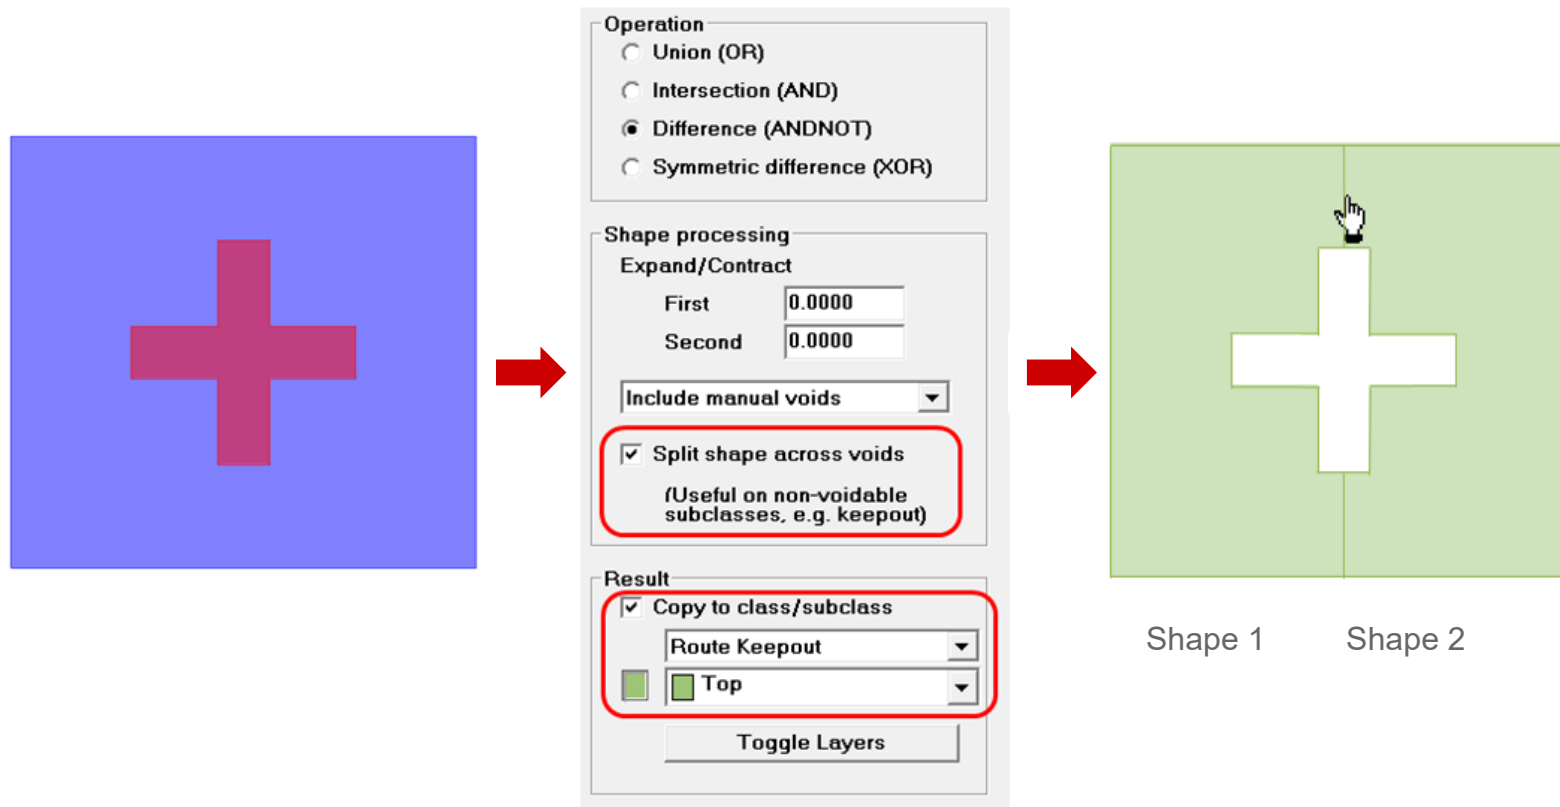 Operation
Union (OR)
Intersection (AND)
Difference (ANDNOT)
Symmetric difference (XOR)
Shape processing
Expand/Contract
First 0.0000
Second 0.0000
Include manual voids
Split shape across voids
(Useful on non-voidable
subclasses, e.g. keepout)
Result
Copy to class/subclass
Route Keepout
Top
Toggle Layers
Shape 1 Shape 2